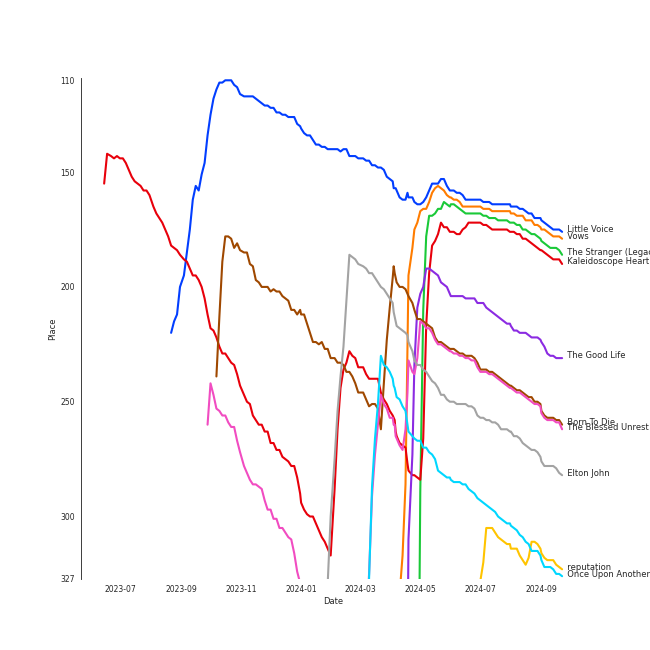 110
150
200
250
300
327
Place
2023-07
2023-09
2023-11
2024-01
2024-03
2024-05
2024-07
2024-09
Date
Little Voice
Vows
The Stranger (Legac
Kaleidoscope Heart
The Good Life
Born To Die
The Blessed Unrest
Elton John
reputation
Once Upon Another